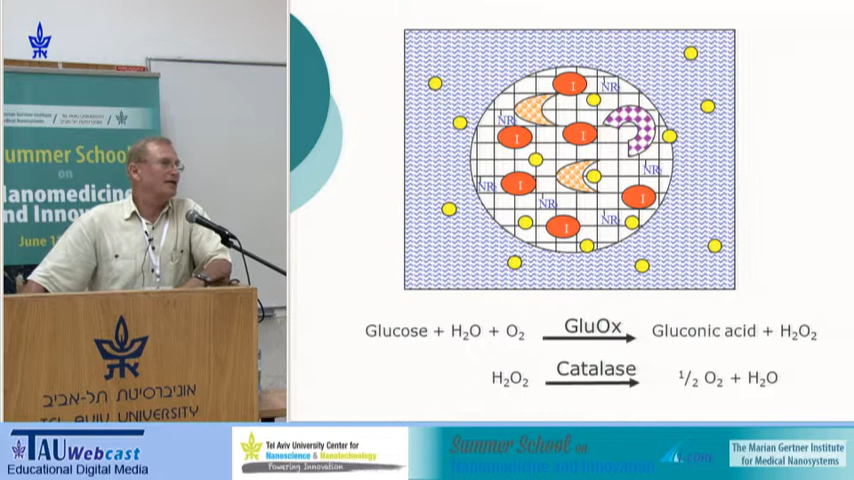 Summer School
on
Nanomedicine
and Innov
June 1
אוניברסיטת תל-אביב
TEL AVIV UNIVERSITY
NR
NR
NR
NR
NR
NR
I
I
I
I
I
I
Glucose + H₂O + O₂ GluOx Gluconic acid + H₂O₂
H₂O₂ Catalase ¹/₂ O₂ + H₂O
TAU Webcast
Educational Digital Media
Tel Aviv University Center for
Nanoscience & Nanotechnology
Powering Innovation
Summer School on
Nanomedicine and Innovation
The Marian Gertner Institute
for Medical Nanosystems